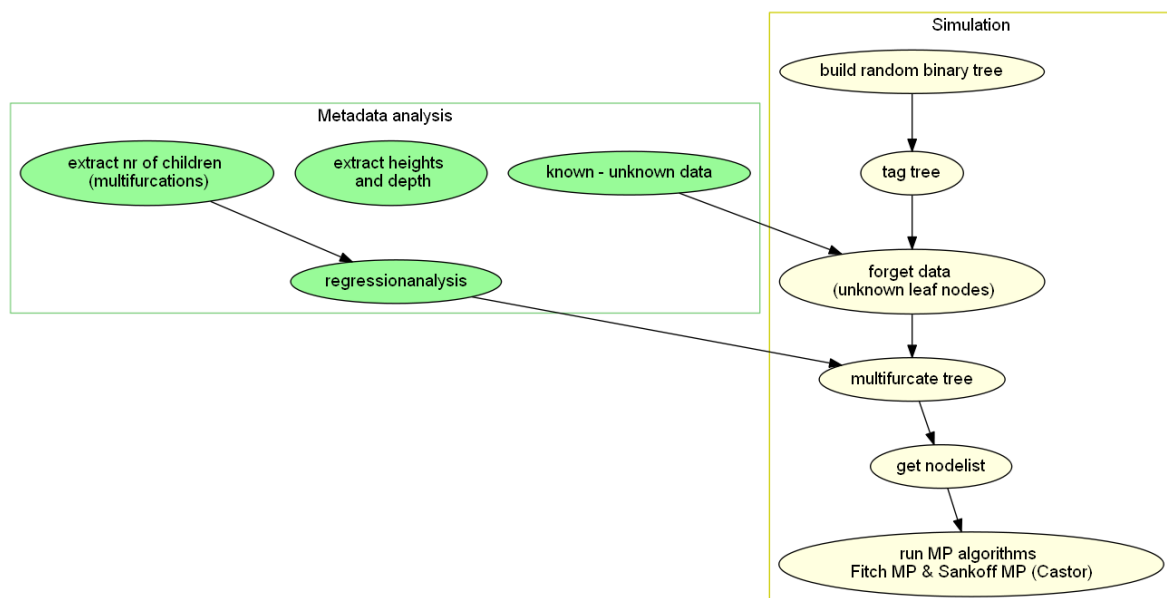 Simulation
build random binary tree
Metadata analysis
extract nr of children
(multifurcations)
extract heights
and depth
known - unknown data
tag tree
regressionanalysis
forget data
(unknown leaf nodes)
multifurcate tree
get nodelist
run MP algorithms
Fitch MP & Sankoff MP (Castor)